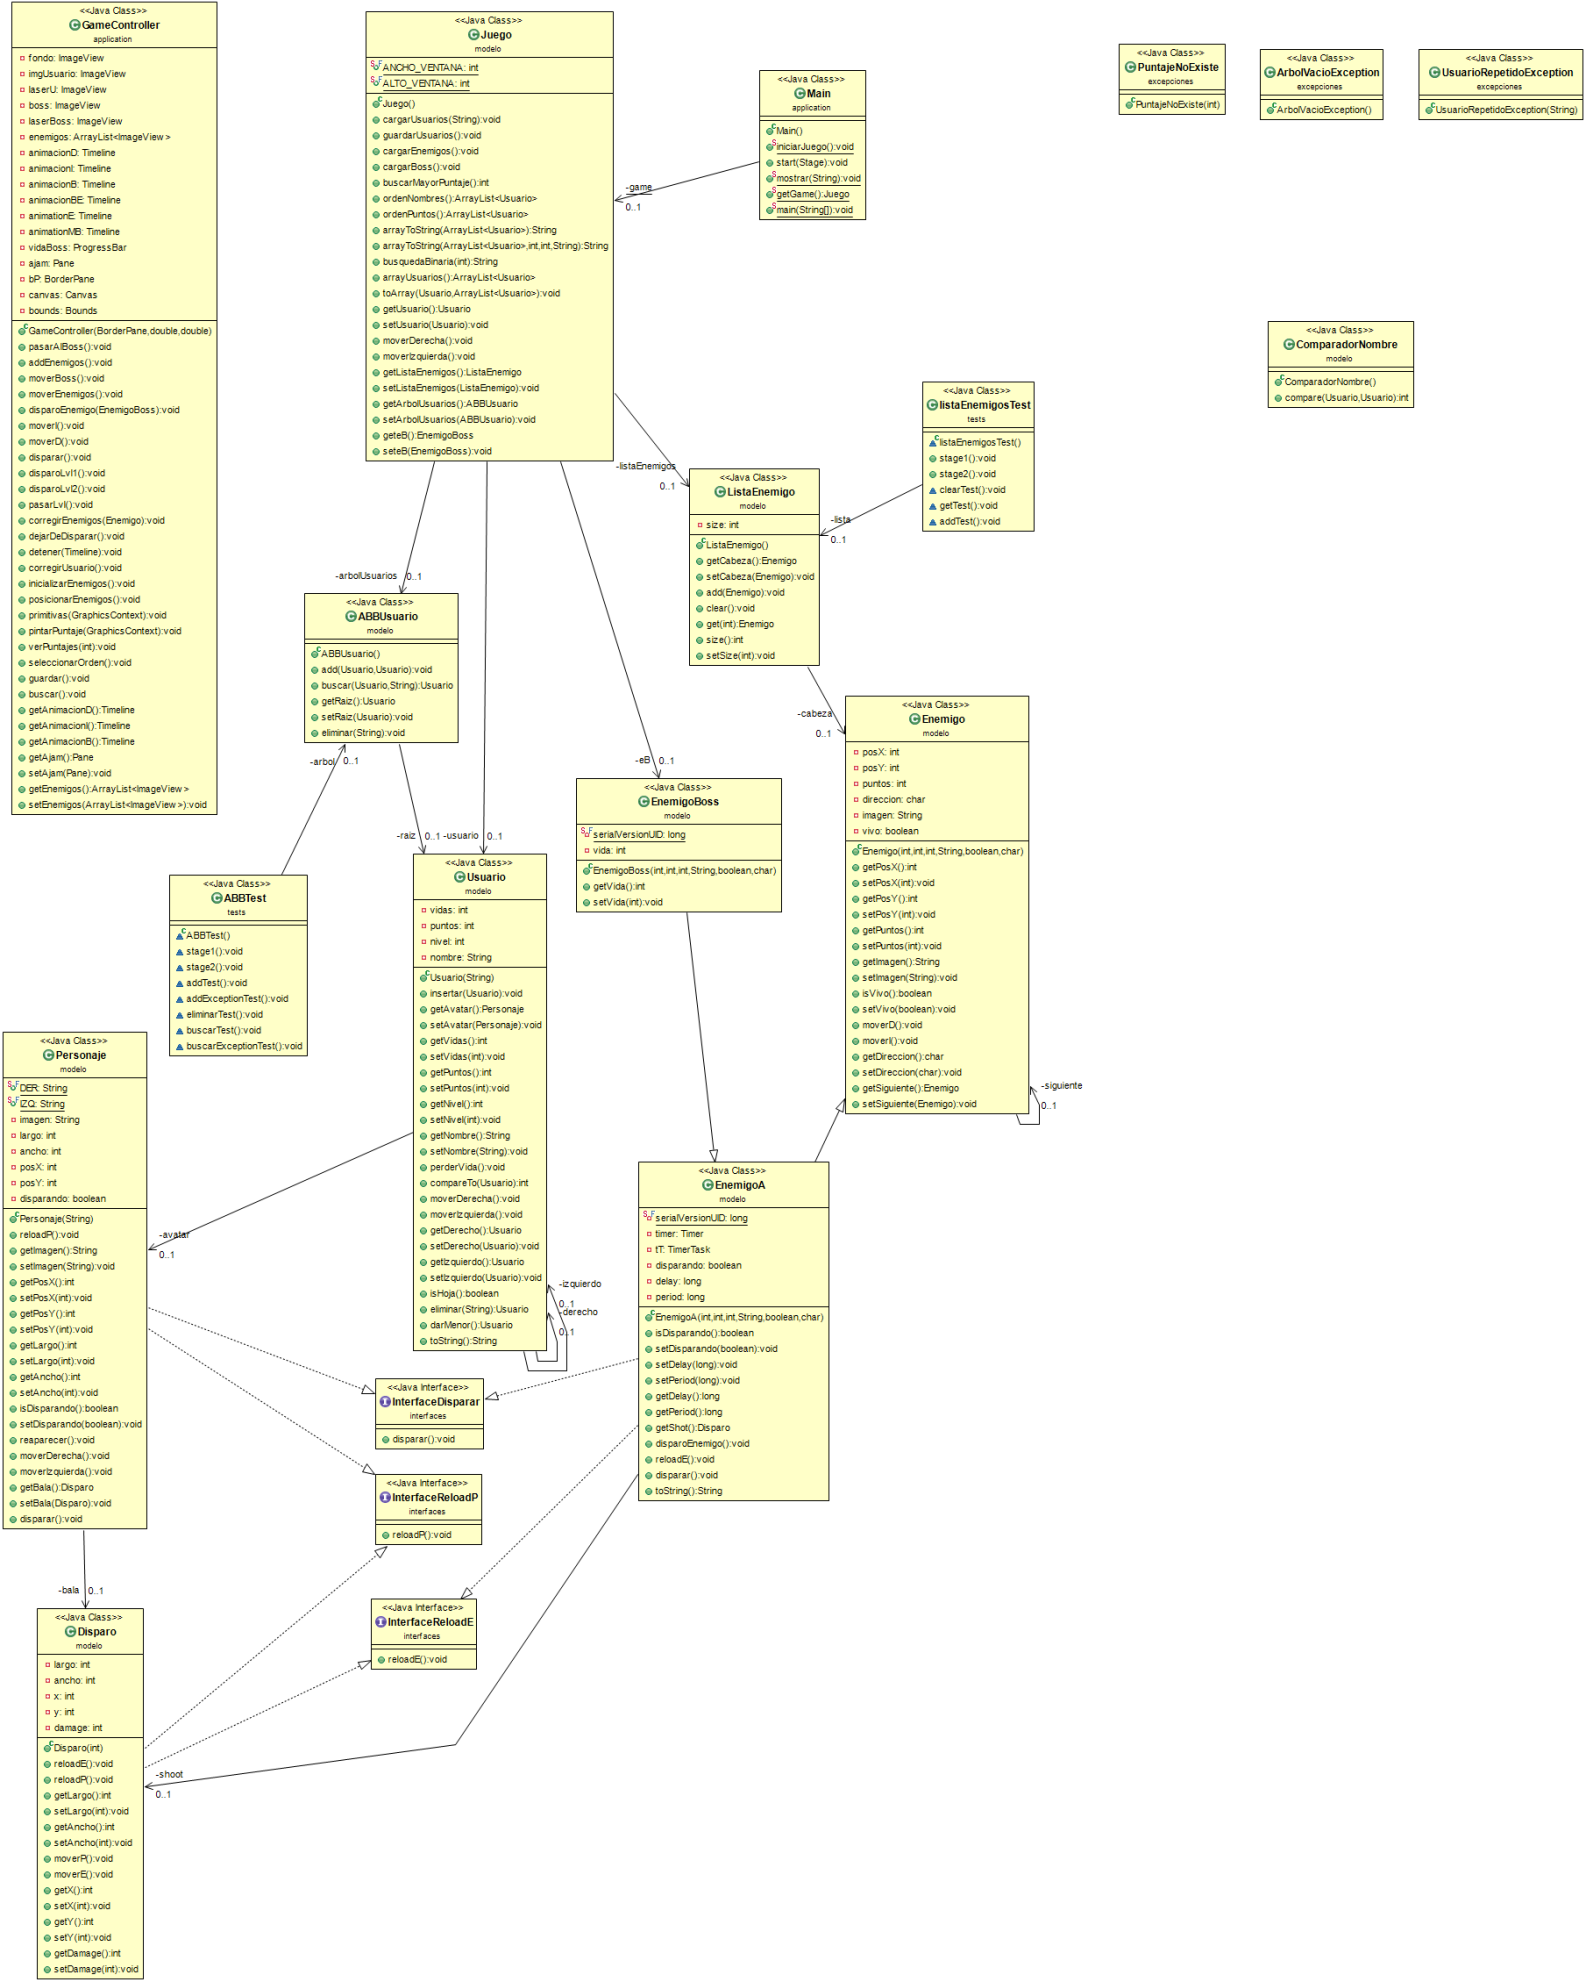 <<Java Class>>
GameController
application
fondo: ImageView
imgUsuario: ImageView
laserU: ImageView
boss: ImageView
laserBoss: ImageView
enemigos: ArrayList<ImageView>
animacionD: Timeline
animacionI: Timeline
animacionB: Timeline
animacionBE: Timeline
animationE: Timeline
animationMB: Timeline
vidaBoss: ProgressBar
ajam: Pane
bP: BorderPane
canvas: Canvas
bounds: Bounds
GameController(BorderPane,double,double)
pasarAlBoss():void
addEnemigos():void
moverBoss():void
moverEnemigos():void
disparoEnemigo(EnemigoBoss):void
moverI():void
moverD():void
disparar():void
disparoLvl1():void
disparoLvl2():void
pasarLvl():void
corregirEnemigos(Enemigo):void
dejarDeDisparar():void
detener(Timeline):void
corregirUsuario():void
inicializarEnemigos():void
posicionarEnemigos():void
primitivas(GraphicsContext):void
pintarPuntaje(GraphicsContext):void
verPuntajes(int):void
seleccionarOrden():void
guardar():void
buscar():void
getAnimacionD():Timeline
getAnimacionI():Timeline
getAnimacionB():Timeline
getAjam():Pane
setAjam(Pane):void
getEnemigos():ArrayList<ImageView>
setEnemigos(ArrayList<ImageView>):void
<<Java Class>>
Juego
modelo
ANCHO_VENTANA: int
ALTO_VENTANA: int
Juego()
cargarUsuarios(String):void
guardarUsuarios():void
cargarEnemigos():void
cargarBoss():void
buscarMayorPuntaje():int
ordenNombres():ArrayList<Usuario>
ordenPuntos():ArrayList<Usuario>
arrayToString(ArrayList<Usuario>):String
arrayToString(ArrayList<Usuario>,int,int,String):String
busquedaBinaria(int):String
arrayUsuarios():ArrayList<Usuario>
toArray(Usuario,ArrayList<Usuario>):void
getUsuario():Usuario
setUsuario(Usuario):void
moverDerecha():void
moverIzquierda():void
getListaEnemigos():ListaEnemigo
setListaEnemigos(ListaEnemigo):void
getArbolUsuarios():ABBUsuario
setArbolUsuarios(ABBUsuario):void
geteB():EnemigoBoss
seteB(EnemigoBoss):void
<<Java Class>>
Main
application
Main()
iniciarJuego():void
start(Stage):void
mostrar(String):void
getGame():Juego
main(String[]):void
-game
0..1
<<Java Class>>
PuntajeNoExiste
excepciones
PuntajeNoExiste(int)
<<Java Class>>
ArbolVacioException
excepciones
ArbolVacioException()
<<Java Class>>
UsuarioRepetidoException
excepciones
UsuarioRepetidoException(String)
<<Java Class>>
ComparadorNombre
modelo
ComparadorNombre()
compare(Usuario,Usuario):int
<<Java Class>>
listaEnemigosTest
tests
listaEnemigosTest()
stage1():void
stage2():void
clearTest():void
getTest():void
addTest():void
-listaEnemigos
0..1
-lista
0..1
<<Java Class>>
ListaEnemigo
modelo
size: int
ListaEnemigo()
getCabeza():Enemigo
setCabeza(Enemigo):void
add(Enemigo):void
clear():void
get(int):Enemigo
size():int
setSize(int):void
-cabeza
0..1
-arbolUsuarios
0..1
<<Java Class>>
ABBUsuario
modelo
ABBUsuario()
add(Usuario,Usuario):void
buscar(Usuario,String):Usuario
getRaiz():Usuario
setRaiz(Usuario):void
eliminar(String):void
-arbol
0..1
-raiz
0..1
-usuario
0..1
-eB
0..1
<<Java Class>>
Enemigo
modelo
posX: int
posY: int
puntos: int
direccion: char
imagen: String
vivo: boolean
Enemigo(int,int,int,String,boolean,char)
getPosX():int
setPosX(int):void
getPosY():int
setPosY(int):void
getPuntos():int
setPuntos(int):void
getImagen():String
setImagen(String):void
isVivo():boolean
setVivo(boolean):void
moverD():void
moverI():void
getDireccion():char
setDireccion(char):void
getSiguiente():Enemigo
setSiguiente(Enemigo):void
-siguiente
0..1
<<Java Class>>
EnemigoBoss
modelo
serialVersionUID: long
vida: int
EnemigoBoss(int,int,int,String,boolean,char)
getVida():int
setVida(int):void
<<Java Class>>
ABBTest
tests
ABBTest()
stage1():void
stage2():void
addTest():void
addExceptionTest():void
eliminarTest():void
buscarTest():void
buscarExceptionTest():void
<<Java Class>>
Usuario
modelo
vidas: int
puntos: int
nivel: int
nombre: String
Usuario(String)
insertar(Usuario):void
getAvatar():Personaje
setAvatar(Personaje):void
getVidas():int
setVidas(int):void
getPuntos():int
setPuntos(int):void
getNivel():int
setNivel(int):void
getNombre():String
setNombre(String):void
perderVida():void
compareTo(Usuario):int
moverDerecha():void
moverIzquierda():void
getDerecho():Usuario
setDerecho(Usuario):void
getIzquierdo():Usuario
setIzquierdo(Usuario):void
isHoja():boolean
eliminar(String):Usuario
darMenor():Usuario
toString():String
-izquierdo
0..1
-derecho
0..1
<<Java Class>>
Personaje
modelo
DER: String
IZQ: String
imagen: String
largo: int
ancho: int
posX: int
posY: int
disparando: boolean
Personaje(String)
reloadP():void
getImagen():String
setImagen(String):void
getPosX():int
setPosX(int):void
getPosY():int
setPosY(int):void
getLargo():int
setLargo(int):void
getAncho():int
setAncho(int):void
isDisparando():boolean
setDisparando(boolean):void
reaparecer():void
moverDerecha():void
moverIzquierda():void
getBala():Disparo
setBala(Disparo):void
disparar():void
-avatar
0..1
<<Java Class>>
EnemigoA
modelo
serialVersionUID: long
timer: Timer
tT: TimerTask
disparando: boolean
delay: long
period: long
EnemigoA(int,int,int,String,boolean,char)
isDisparando():boolean
setDisparando(boolean):void
setDelay(long):void
setPeriod(long):void
getDelay():long
getPeriod():long
getShot():Disparo
disparoEnemigo():void
reloadE():void
disparar():void
toString():String
<<Java Interface>>
InterfaceDisparar
interfaces
disparar():void
<<Java Interface>>
InterfaceReloadP
interfaces
reloadP():void
<<Java Interface>>
InterfaceReloadE
interfaces
reloadE():void
-bala
0..1
<<Java Class>>
Disparo
modelo
largo: int
ancho: int
x: int
y: int
damage: int
Disparo(int)
reloadE():void
reloadP():void
getLargo():int
setLargo(int):void
getAncho():int
setAncho(int):void
moverP():void
moverE():void
getX():int
setX(int):void
getY():int
setY(int):void
getDamage():int
setDamage(int):void
-shoot
0..1